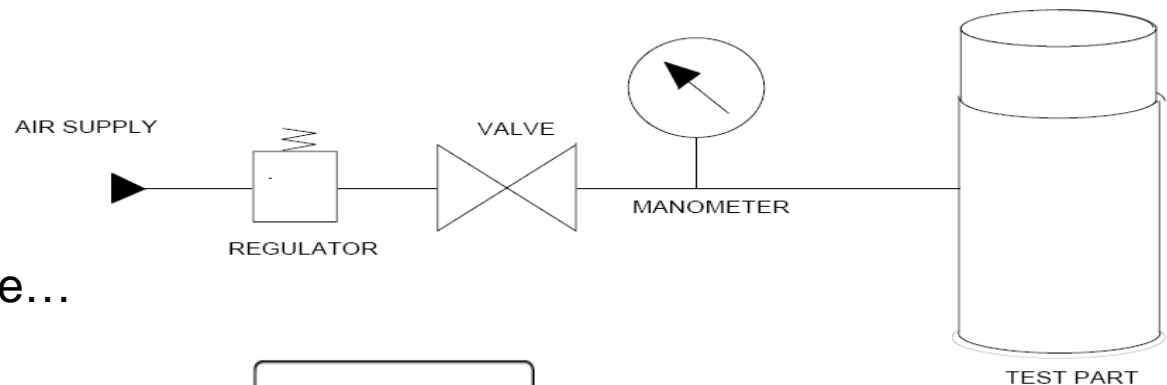 AIR SUPPLY
VALVE
MANOMETER
REGULATOR
e…
TEST PART